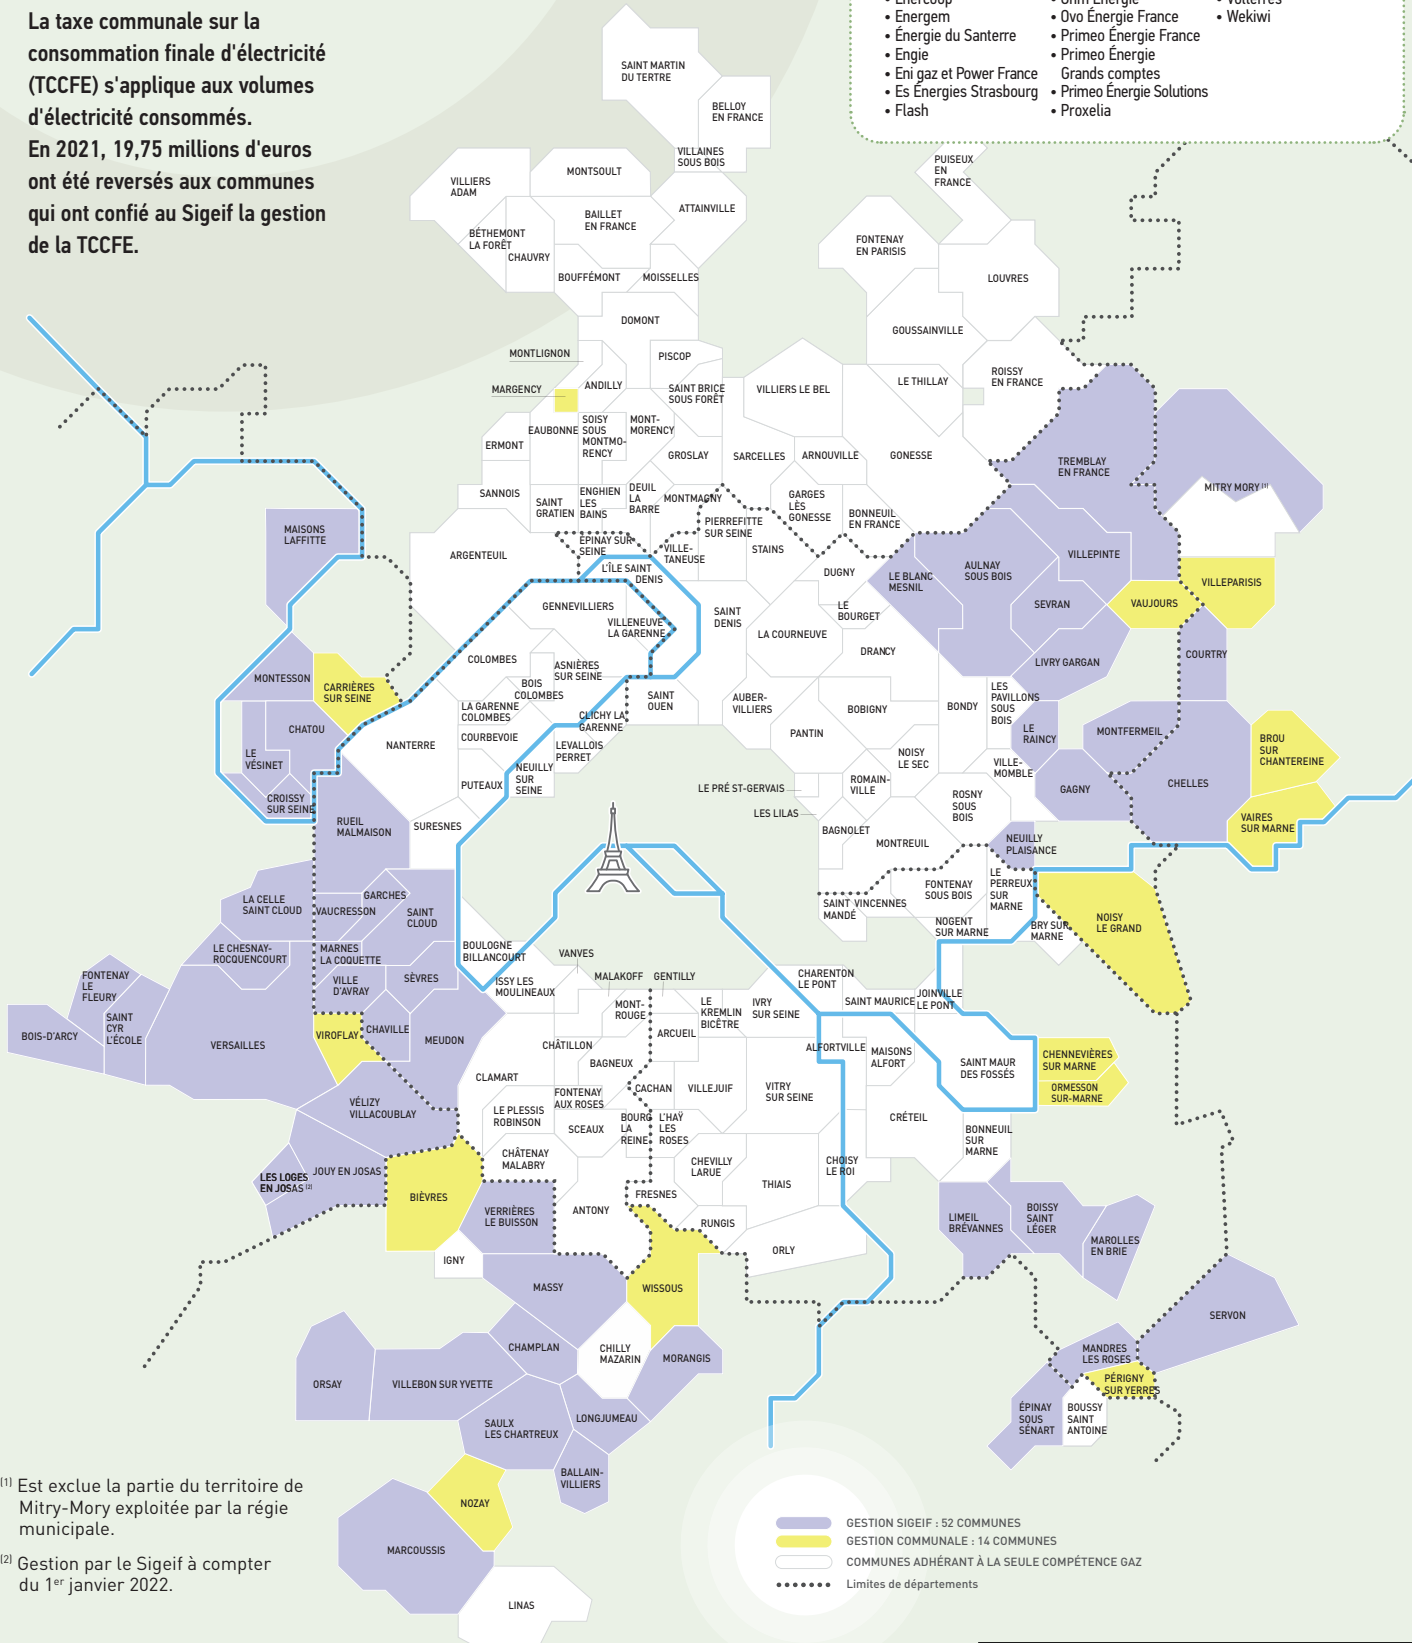 La taxe communale sur la
consommation finale d'électricité
(TCCFE) s'applique aux volumes
d'électricité consommés.
En 2021, 19,75 millions d'euros
ont été reversés aux communes
qui ont confié au Sigeif la gestion
de la TCCFE.
• Energem
• Énergie du Santerre
• Engie
• Eni gaz et Power France
• Es Énergies Strasbourg
• Flash
• Ovo Énergie France
• Primeo Énergie France
• Primeo Énergie
Grands comptes
• Primeo Énergie Solutions
• Proxelia
• Wekiwi
SAINT MARTIN
DU TERTRE
BELLOY
EN FRANCE
VILLAINES
SOUS BOIS
PUISEUX
EN
FRANCE
VILLIERS
ADAM
MONTSOULT
ATTAINVILLE
BAILLET
EN FRANCE
BÉTHEMONT
LA FORÊT
CHAUVRY
FONTENAY
EN PARISIS
BOUFFÉMONT
MOISSELLES
LOUVRES
DOMONT
GOUSSAINVILLE
MONTLIGNON
PISCOP
ANDILLY
MARGENCY
SAINT BRICE
SOUS FORÊT
VILLIERS LE BEL
LE THILLAY
ROISSY
EN FRANCE
EAUBONNE
SOISY
SOUS
MONTMO-
RENCY
MONT-
MORENCY
ERMONT
GROSLAY
SARCELLES
ARNOUVILLE
GONESSE
TREMBLAY
EN FRANCE
MITRY MORY (1)
SANNOIS
SAINT
GRATIEN
ENGHIEN
LES
BAINS
DEUIL
LA
BARRE
MONTMAGNY
GARGES
LÈS
GONESSE
BONNEUIL
EN FRANCE
PIERREFITTE
SUR SEINE
MAISONS
LAFFITTE
ARGENTEUIL
ÉPINAY SUR
SEINE
VILLE-
TANEUSE
STAINS
VILLEPINTE
L'ÎLE SAINT
DENIS
DUGNY
LE BLANC
MESNIL
AULNAY
SOUS BOIS
VILLEPARISIS
GENNEVILLIERS
VILLENEUVE
LA GARENNE
SAINT
DENIS
LE
BOURGET
SEVRAN
VAUJOURS
LA COURNEUVE
DRANCY
LIVRY GARGAN
COURTRY
COLOMBES
ASNIÈRES
SUR SEINE
BOIS
COLOMBES
MONTESSON
CARRIÈRES
SUR SEINE
SAINT
OUEN
AUBER-
VILLIERS
BOBIGNY
BONDY
LES
PAVILLONS
SOUS
BOIS
LA GARENNE
COLOMBES
CLICHY LA
GARENNE
CHATOU
COURBEVOIE
NANTERRE
LEVALLOIS
PERRET
PANTIN
LE
RAINCY
MONTFERMEIL
BROU
SUR
CHANTEREINE
LE
VÉSINET
NOISY
LE SEC
VILLE-
MOMBLE
CHELLES
NEUILLY
SUR
SEINE
PUTEAUX
LE PRÉ ST-GERVAIS
ROMAIN-
VILLE
GAGNY
CROISSY
SUR SEINE
ROSNY
SOUS
BOIS
LES LILAS
RUEIL
MALMAISON
SURESNES
BAGNOLET
MONTREUIL
NEUILLY
PLAISANCE
VAIRES
SUR MARNE
LA CELLE
SAINT CLOUD
GARCHES
VAUCRESSON
SAINT
CLOUD
SAINT
MANDÉ
VINCENNES
FONTENAY
SOUS BOIS
LE
PERREUX
SUR
MARNE
NOGENT
SUR MARNE
BRY SUR
MARNE
NOISY
LE GRAND
LE CHESNAY-
ROCQUENCOURT
MARNES
LA COQUETTE
BOULOGNE
BILLANCOURT
VANVES
FONTENAY
LE
FLEURY
VILLE
D'AVRAY
SÈVRES
ISSY LES
MOULINEAUX
MALAKOFF
GENTILLY
CHARENTON
LE PONT
SAINT MAURICE
JOINVILLE
LE PONT
MONT-
ROUGE
LE
KREMLIN
BICÊTRE
IVRY
SUR SEINE
SAINT
CYR
L'ÉCOLE
BOIS-D'ARCY
VERSAILLES
VIROFLAY
CHAVILLE
MEUDON
CHÂTILLON
ARCUEIL
ALFORTVILLE
MAISONS
ALFORT
SAINT MAUR
DES FOSSÉS
CHENNEVIÈRES
SUR MARNE
BAGNEUX
CLAMART
CACHAN
VILLEJUIF
VITRY
SUR SEINE
ORMESSON
SUR-MARNE
FONTENAY
AUX ROSES
VÉLIZY
VILLACOUBLAY
LE PLESSIS
ROBINSON
SCEAUX
BOURG
LA
REINE
L'HAŸ
LES
ROSES
CRÉTEIL
BONNEUIL
SUR
MARNE
CHÂTENAY
MALABRY
CHEVILLY
LARUE
CHOISY
LE ROI
LES LOGES
EN JOSAS (2)
JOUY EN JOSAS
BIÈVRES
THIAIS
VERRIÈRES
LE BUISSON
ANTONY
FRESNES
RUNGIS
LIMEIL
BRÉVANNES
BOISSY
SAINT
LÉGER
MAROLLES
EN BRIE
IGNY
ORLY
MASSY
WISSOUS
SERVON
CHAMPLAN
CHILLY
MAZARIN
MORANGIS
MANDRES
LES ROSES
ORSAY
VILLEBON SUR YVETTE
PÉRIGNY
SUR YERRES
SAULX
LES CHARTREUX
LONGJUMEAU
ÉPINAY
SOUS
SÉNART
BOUSSY
SAINT
ANTOINE
BALLAIN-
VILLIERS
NOZAY
MARCOUSSIS
LINAS
(1) Est exclue la partie du territoire de
Mitry-Mory exploitée par la régie
municipale.
(2) Gestion par le Sigeif à compter
du 1er janvier 2022.
GESTION SIGEIF : 52 COMMUNES
GESTION COMMUNALE : 14 COMMUNES
COMMUNES ADHÉRANT À LA SEULE COMPÉTENCE GAZ
Limites de départements